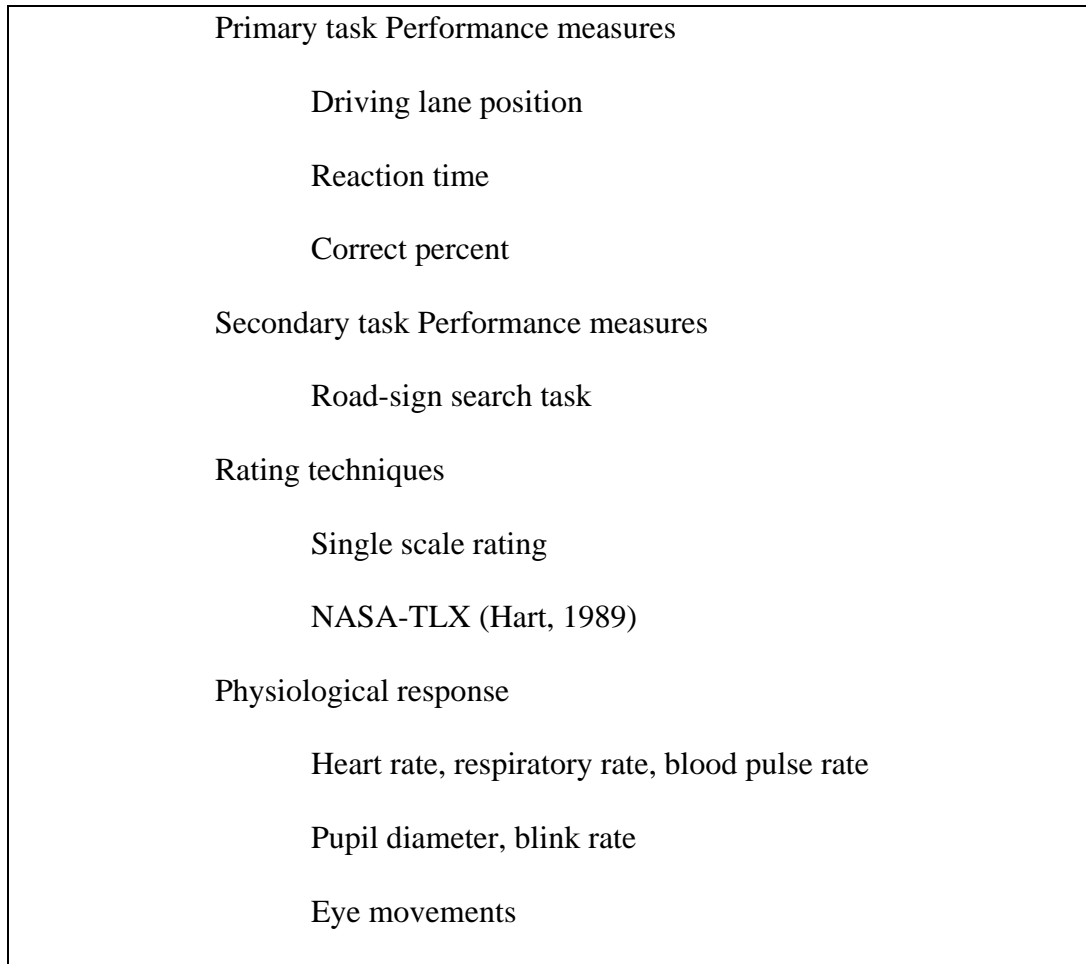 Primary task Performance measures
Driving lane position
Reaction time
Correct percent
Secondary task Performance measures
Road-sign search task
Rating techniques
Single scale rating
NASA-TLX (Hart, 1989)
Physiological response
Heart rate, respiratory rate, blood pulse rate
Pupil diameter, blink rate
Eye movements